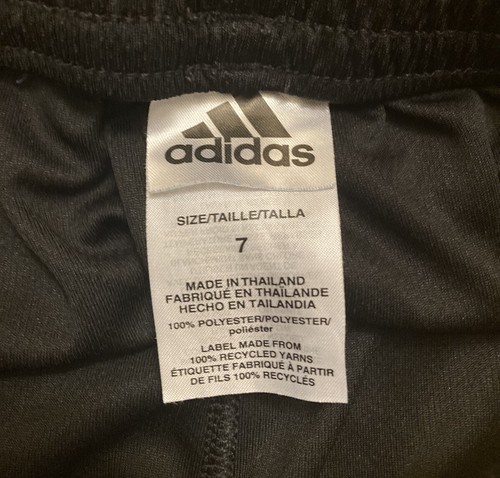 adidas
SIZE/TAILLE/TALLA
7
MADE IN THAILAND
FABRIQUÉ EN THAÏLANDE
HECHO EN TAILANDIA
100% POLYESTER/POLYESTER/
poliéster
LABEL MADE FROM
100% RECYCLED YARNS
ÉTIQUETTE FABRIQUÉ À PARTIR
DE FILS 100% RECYCLÉS